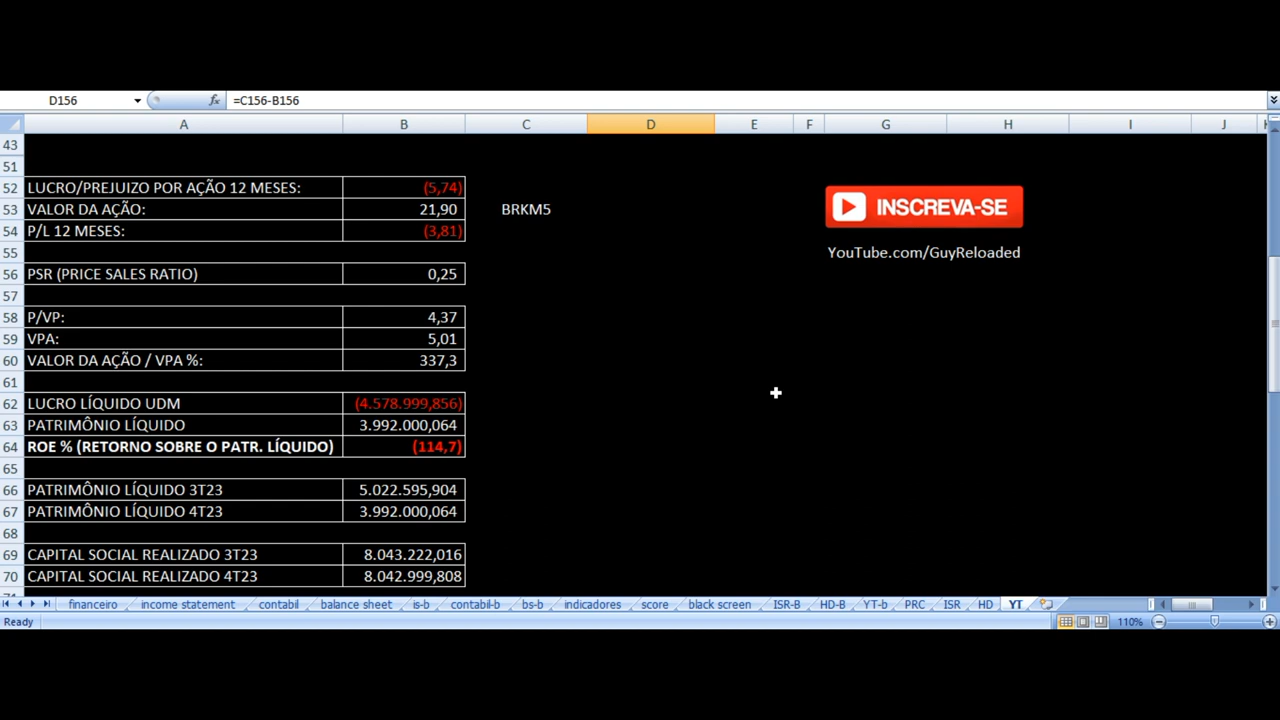 D156 fx =C156-B156
A B C D E F G H I J
43
51
52 LUCRO/PREJUIZO POR AÇÃO 12 MESES: (5,74)
53 VALOR DA AÇÃO: 21,90 BRKM5
INSCREVA-SE
54 P/L 12 MESES: (3,81)
55 YouTube.com/GuyReloaded
56 PSR (PRICE SALES RATIO) 0,25
57
58 P/VP: 4,37
59 VPA: 5,01
60 VALOR DA AÇÃO / VPA %: 337,3
61
62 LUCRO LÍQUIDO UDM (4.578.999,856)
63 PATRIMÔNIO LÍQUIDO 3.992.000,064
64 ROE % (RETORNO SOBRE O PATR. LÍQUIDO) (114,7)
65
66 PATRIMÔNIO LÍQUIDO 3T23 5.022.595,904
67 PATRIMÔNIO LÍQUIDO 4T23 3.992.000,064
68
69 CAPITAL SOCIAL REALIZADO 3T23 8.043.222,016
70 CAPITAL SOCIAL REALIZADO 4T23 8.042.999,808
financeiro income statement contabil balance sheet is-b contabil-b bs-b indicadores score black screen ISR-B HD-B YT-b PRC ISR HD YT
Ready 110%